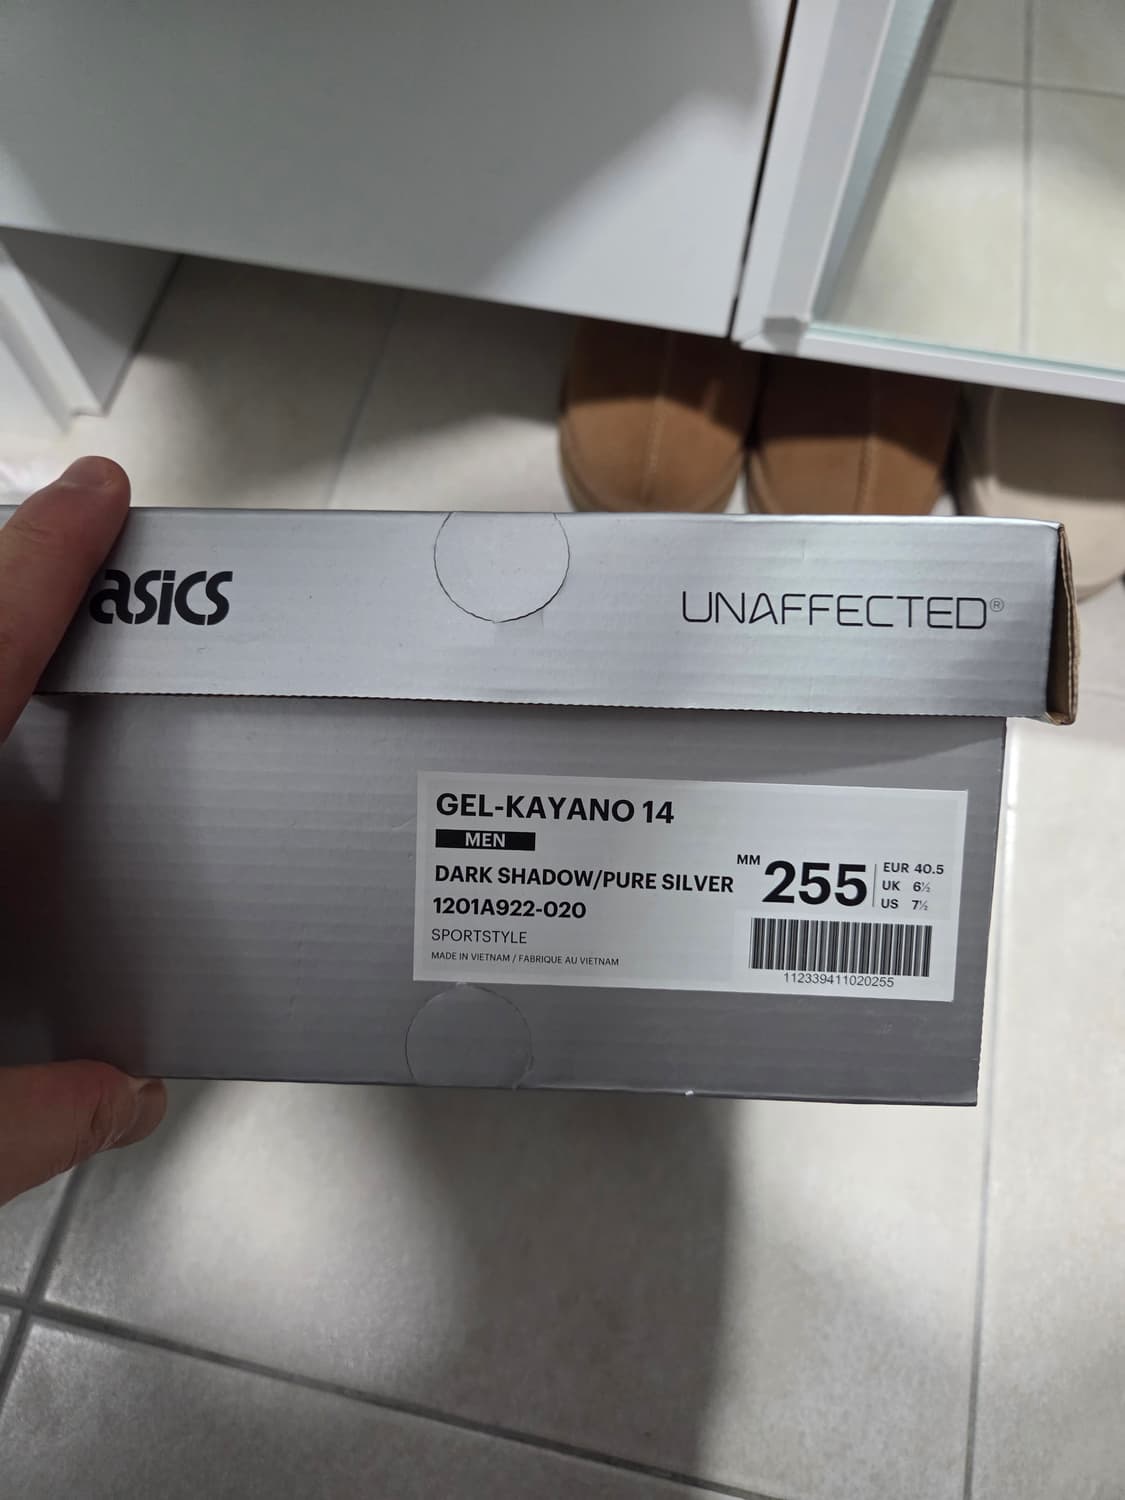 asics
UNAFFECTED®
GEL-KAYANO 14
MEN
DARK SHADOW/PURE SILVER
1201A922-020
SPORTSTYLE
MADE IN VIETNAM / FABRIQUE AU VIETNAM
MM 255
EUR 40.5
UK 6½
US 7½
112339411020255